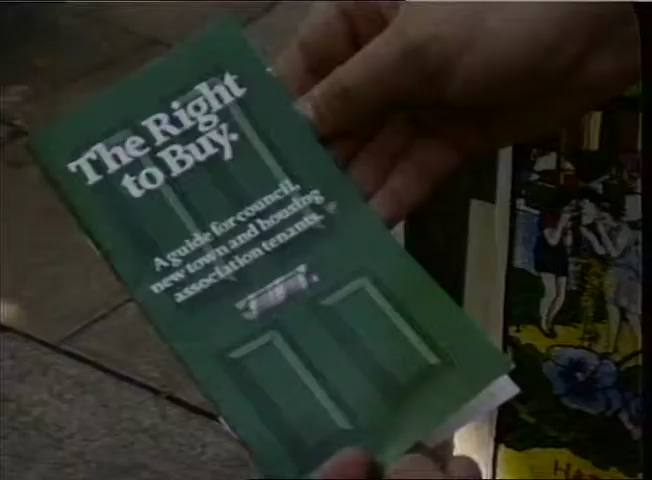 The Right
to Buy.
A guide for council,
new town and housing
association tenants.